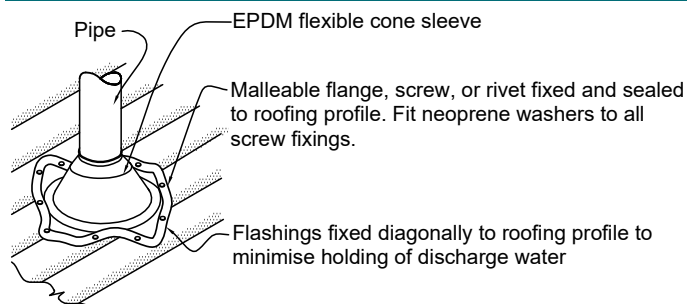 Pipe
EPDM flexible cone sleeve
Malleable flange, screw, or rivet fixed and sealed
to roofing profile. Fit neoprene washers to all
screw fixings.
Flashings fixed diagonally to roofing profile to
minimise holding of discharge water